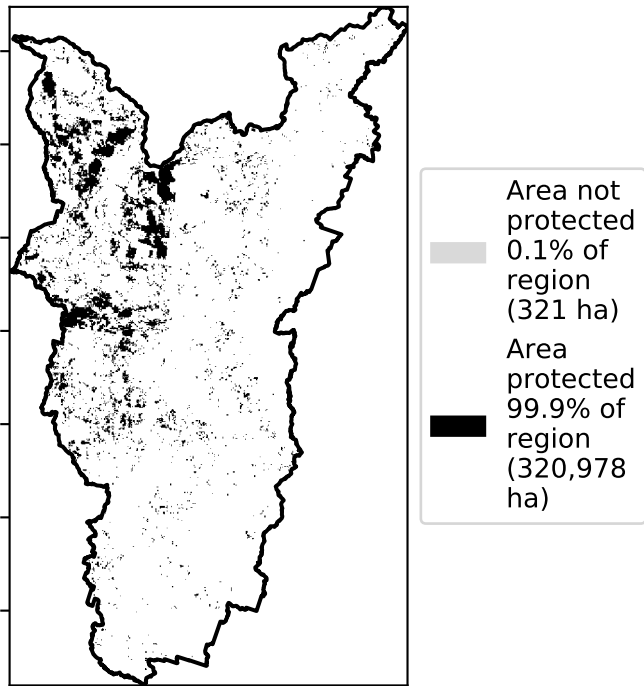 Area not
protected
0.1% of
region
(321 ha)
Area
protected
99.9% of
region
(320,978
ha)